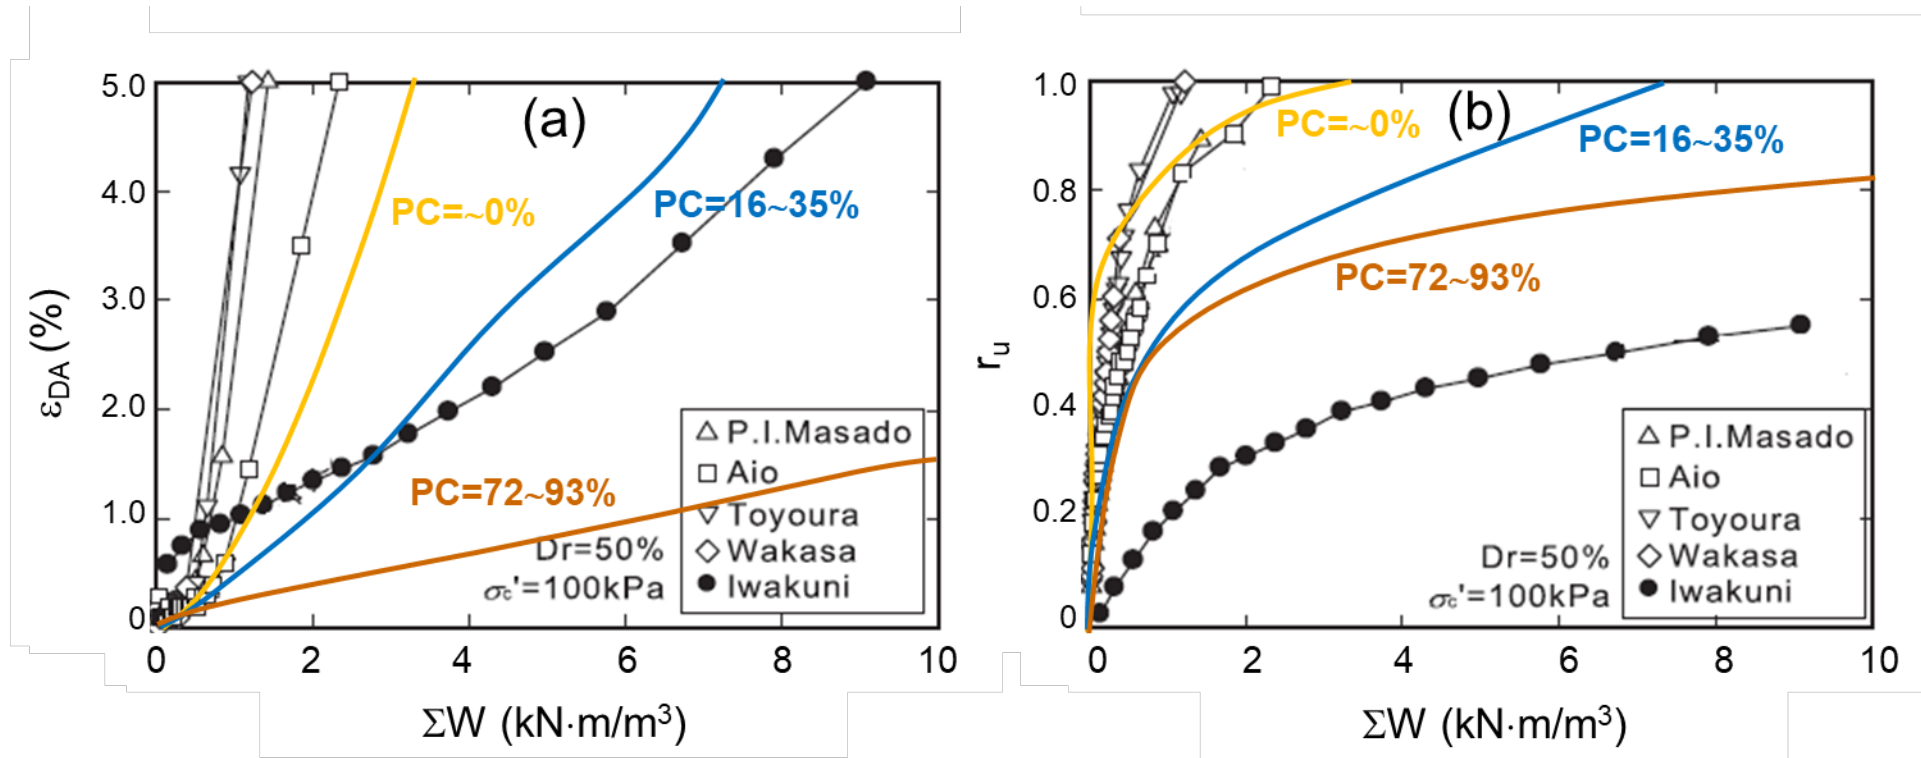 (a)
5.0
4.0
3.0
2.0
1.0
0
εDA (%)
PC=~0%
PC=16~35%
PC=72~93%
P.I.Masado
Aio
Toyoura
Wakasa
Iwakuni
Dr=50%
σc'=100kPa
0 2 4 6 8 10
ΣW (kN·m/m³)
(b)
1.0
0.8
0.6
0.4
0.2
0
ru
PC=~0%
PC=16~35%
PC=72~93%
P.I.Masado
Aio
Toyoura
Wakasa
Iwakuni
Dr=50%
σc'=100kPa
0 2 4 6 8 10
ΣW (kN·m/m³)